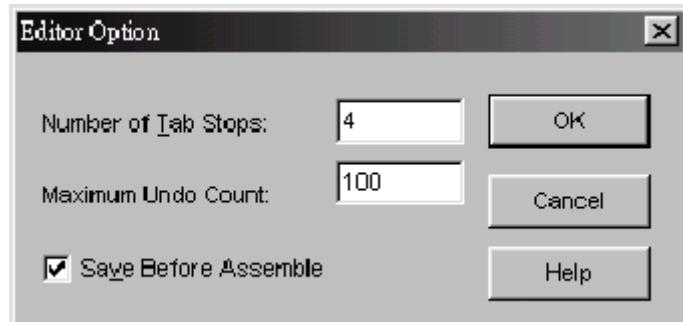 Editor Option
Number of Tab Stops: 4 OK
Maximum Undo Count: 100 Cancel
Save Before Assemble Help